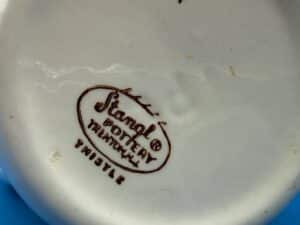 Stangl®
POTTERY
TRENTON, N.J.
THISTLE